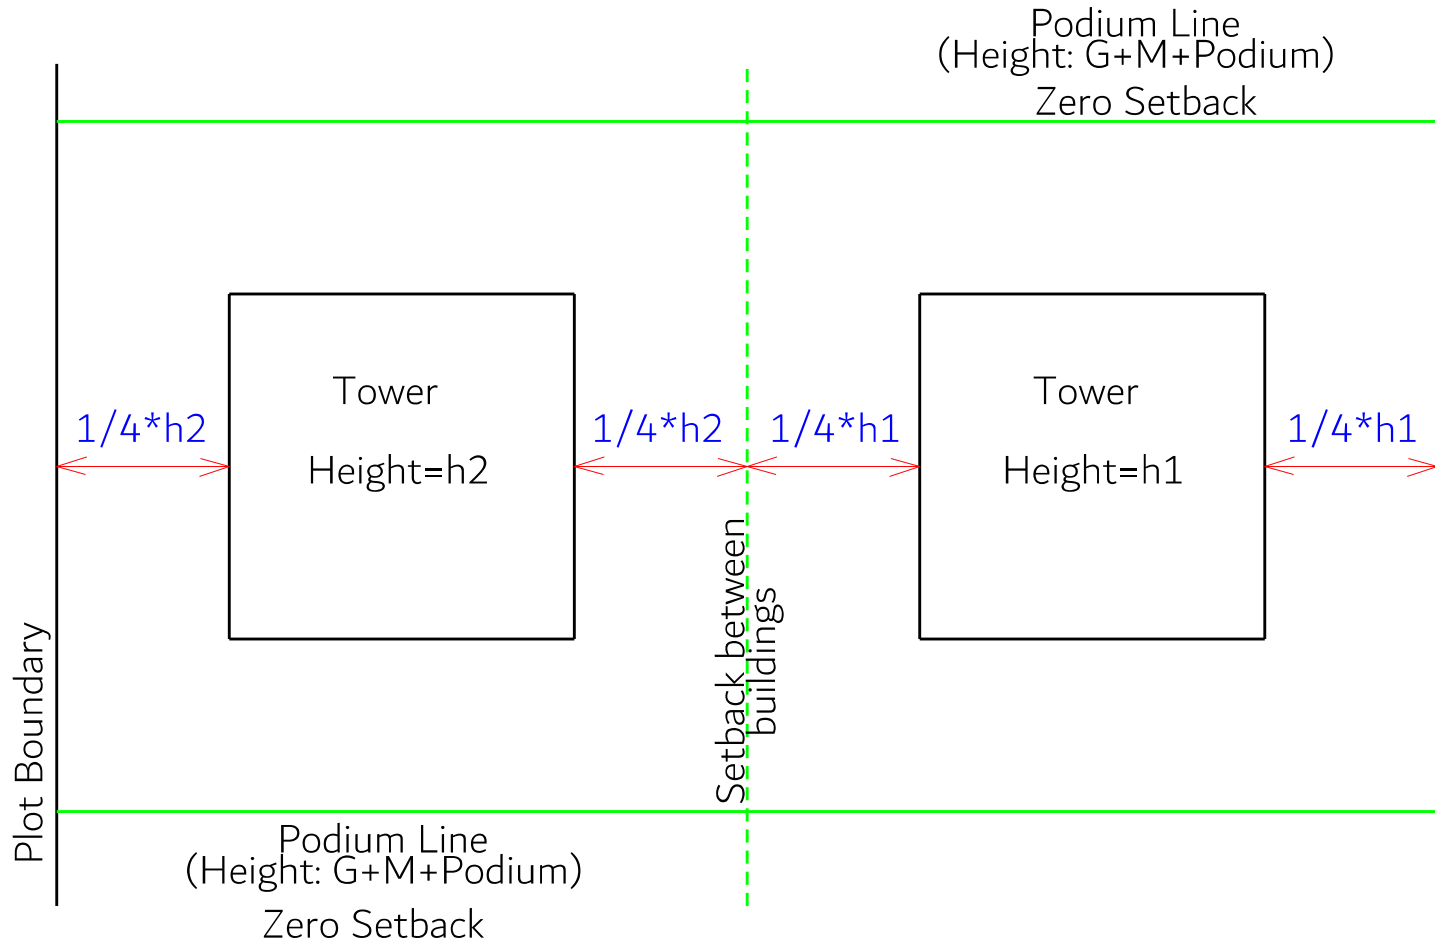 Podium Line
(Height: G+M+Podium)
Zero Setback
Tower
Height=h2
1/4*h2
1/4*h2
1/4*h1
Tower
Height=h1
1/4*h1
Setback between
buildings
Plot Boundary
Podium Line
(Height: G+M+Podium)
Zero Setback